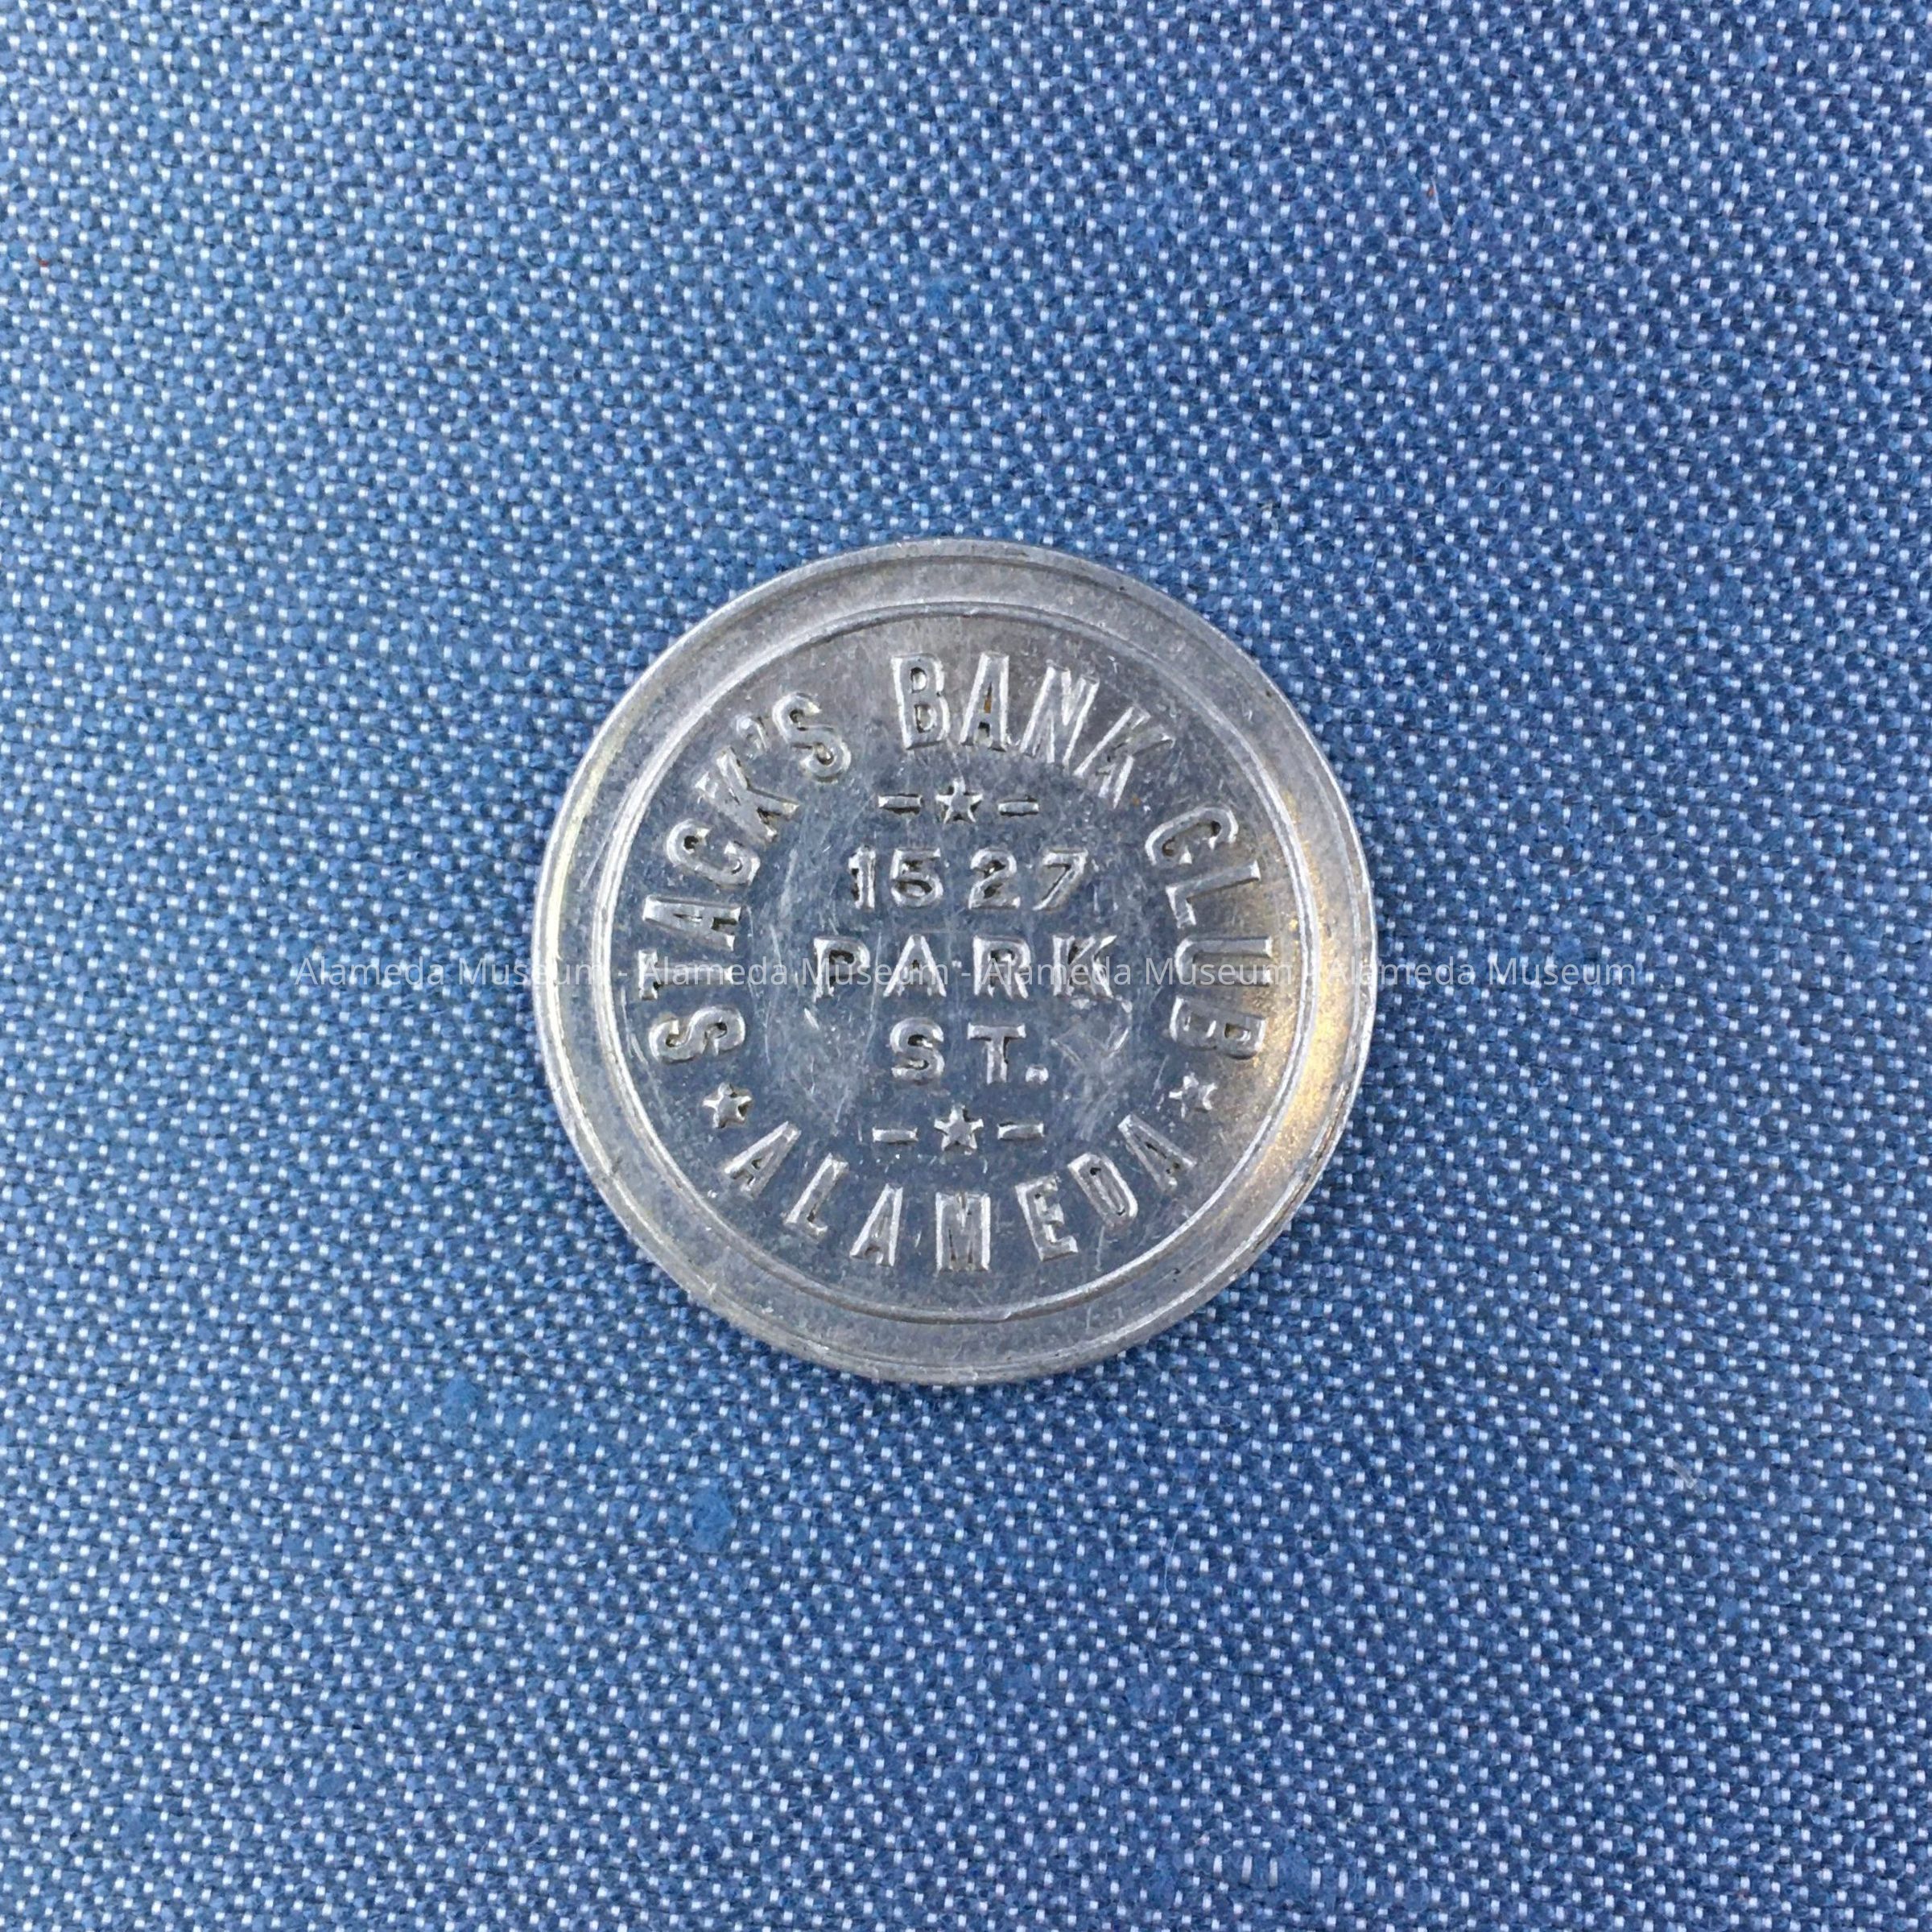 STACK'S BANK CLUB
-★-
1527
PARK
ST.
-★-
★ ALAMEDA ★
Alameda Museum - Alameda Museum - Alameda Museum - Alameda Museum